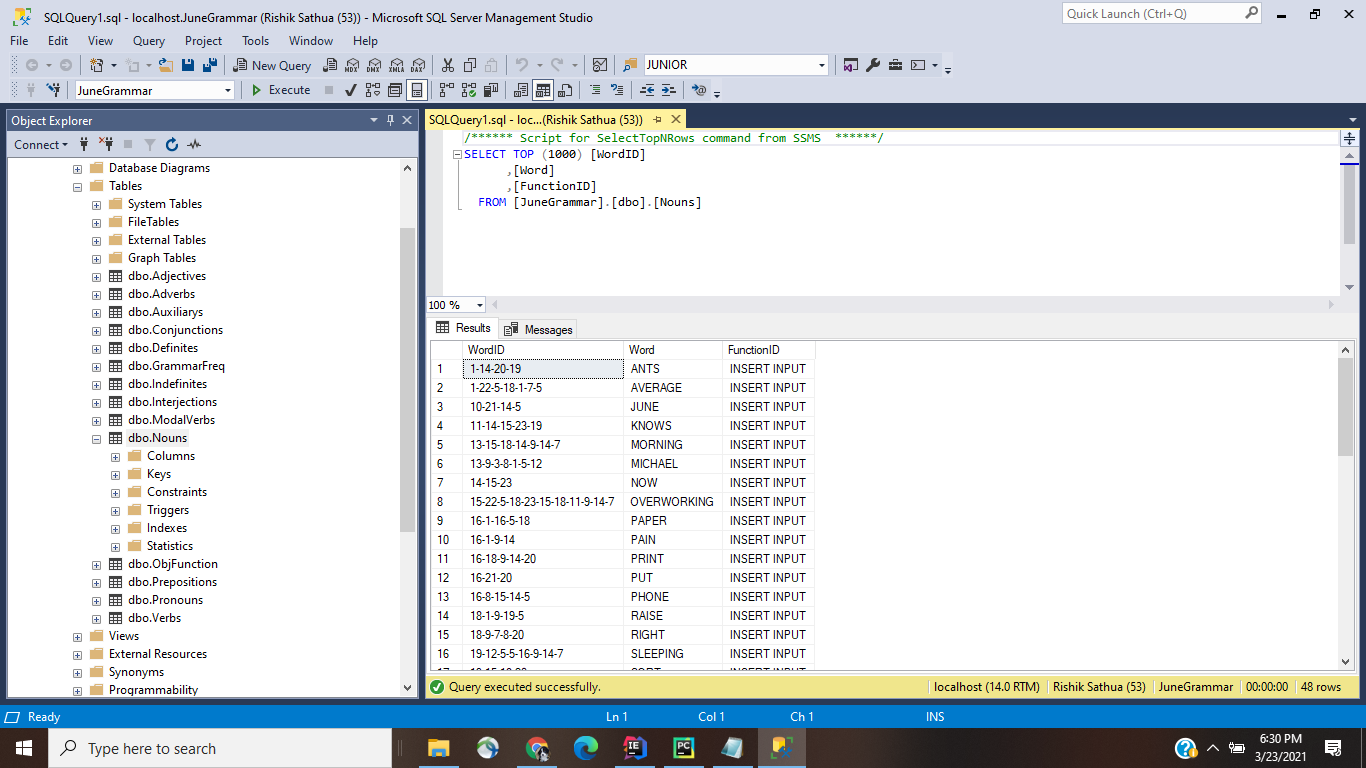 SQLQuery1.sql - localhost.JuneGrammar (Rishik Sathua (53)) - Microsoft SQL Server Management Studio
Quick Launch (Ctrl+Q)
File Edit View Query Project Tools Window Help
New Query MDX DMX XMLA DAX JUNIOR
JuneGrammar Execute
Object Explorer
Connect
Database Diagrams
Tables
System Tables
FileTables
External Tables
Graph Tables
dbo.Adjectives
dbo.Adverbs
dbo.Auxiliarys
dbo.Conjunctions
dbo.Definites
dbo.GrammarFreq
dbo.Indefinites
dbo.Interjections
dbo.ModalVerbs
dbo.Nouns
Columns
Keys
Constraints
Triggers
Indexes
Statistics
dbo.ObjFunction
dbo.Prepositions
dbo.Pronouns
dbo.Verbs
Views
External Resources
Synonyms
Programmability
SQLQuery1.sql - loc...(Rishik Sathua (53))
/****** Script for SelectTopNRows command from SSMS  ******/
SELECT TOP (1000) [WordID]
,[Word]
,[FunctionID]
FROM [JuneGrammar].[dbo].[Nouns]
100 %
Results Messages
WordID Word FunctionID
1 1-14-20-19 ANTS INSERT INPUT
2 1-22-5-18-1-7-5 AVERAGE INSERT INPUT
3 10-21-14-5 JUNE INSERT INPUT
4 11-14-15-23-19 KNOWS INSERT INPUT
5 13-15-18-14-9-14-7 MORNING INSERT INPUT
6 13-9-3-8-1-5-12 MICHAEL INSERT INPUT
7 14-15-23 NOW INSERT INPUT
8 15-22-5-18-23-15-18-11-9-14-7 OVERWORKING INSERT INPUT
9 16-1-16-5-18 PAPER INSERT INPUT
10 16-1-9-14 PAIN INSERT INPUT
11 16-18-9-14-20 PRINT INSERT INPUT
12 16-21-20 PUT INSERT INPUT
13 16-8-15-14-5 PHONE INSERT INPUT
14 18-1-9-19-5 RAISE INSERT INPUT
15 18-9-7-8-20 RIGHT INSERT INPUT
16 19-12-5-5-16-9-14-7 SLEEPING INSERT INPUT
Query executed successfully. localhost (14.0 RTM) Rishik Sathua (53) JuneGrammar 00:00:00 48 rows
Ready Ln 1 Col 1 Ch 1 INS
Type here to search
6:30 PM
3/23/2021